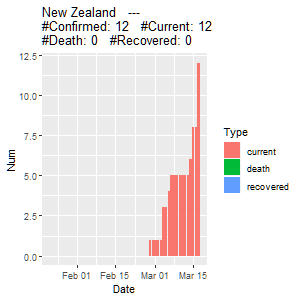 New Zealand   ---
#Confirmed: 12   #Current: 12
#Death: 0   #Recovered: 0
12.5
10.0
7.5
5.0
2.5
0.0
Num
Feb 01 Feb 15 Mar 01 Mar 15
Date
Type
current
death
recovered